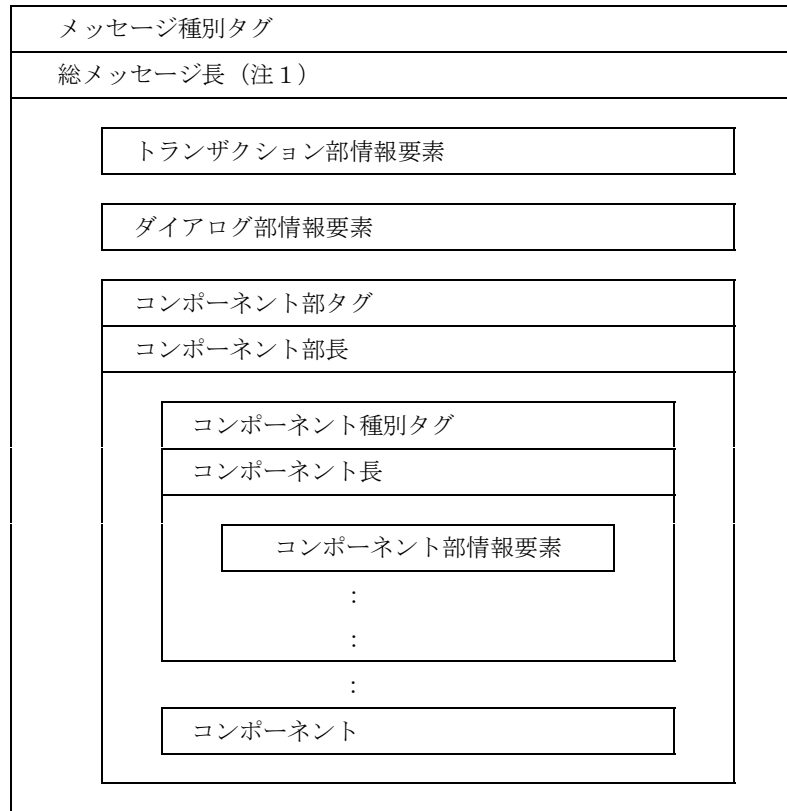 メッセージ種別タグ
総メッセージ長（注１）
トランザクション部情報要素
ダイアログ部情報要素
コンポーネント部タグ
コンポーネント部長
コンポーネント種別タグ
コンポーネント長
コンポーネント部情報要素
：
：
：
コンポーネント